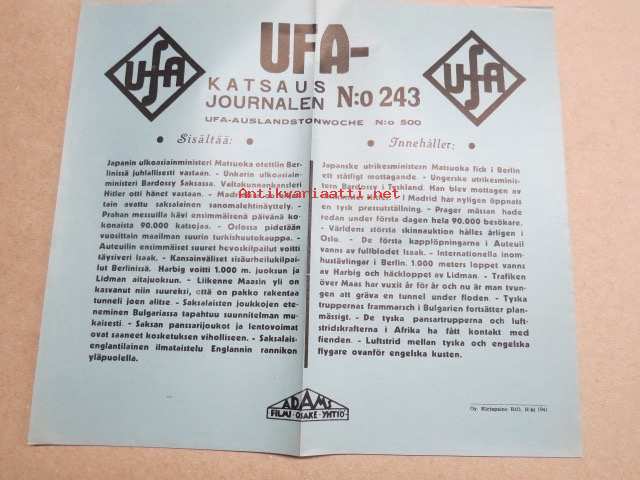 UFA-
UFA
UFA
KATSAUS
JOURNALEN N:o 243
UFA-AUSLANDSTONWOCHE N:o 500
Sisältää:
Japanin ulkoasiainministeri Matsuoka otettiin Ber-
linissä juhlallisesti vastaan. - Unkarin ulkoasiain-
ministeri Bardossy Saksassa. Valtakunnankansleri
Hitler otti hänet vastaan. - Madridissa
tein avattu saksalainen sanomalehtinäyttely. -
Prahan messuilla kävi ensimmäisenä päivänä ko-
konaista 90.000 katsojaa. - Oslossa pidetään
vuosittain maailman suurin turkishuutokauppa. -
Auteuilin ensimmäiset suuret hevoskilpailut voitti
täysiveri Isaak. - Kansainväliset sisäurheilukilpai-
lut Berlinissä. Harbig voitti 1.000 m. juoksun ja
Lidman aitajuoksun. - Liikenne Maasin yli on
kasvanut niin suureksi, että on pakko rakentaa
tunneli joen alitse. - Saksalaisten joukkojen ete-
neminen Bulgariassa tapahtuu suunnitelman mu-
kaisesti. - Saksan panssarijoukot ja lentovoimat
ovat saaneet kosketuksen viholliseen. - Saksalais-
englantilainen ilmataistelu Englannin rannikon
yläpuolella.
Innehåller:
Japanske utrikesministern Matsuoka fick i Berlin
ett ståtligt mottagande. - Ungerske utrikesminis-
tern Bardossy i Tyskland. Han blev mottagen av
i Madrid har nyligen öppnats
en tysk pressutställning. - Prager mässan hade
redan under första dagen hela 90.000 besökare.
- Världens största skinnauktion hålles årligen i
Oslo. - De första kapplöpningarna i Auteuil
vanns av fullblodet Isaak. - Internationella inom-
hustävlingar i Berlin. 1.000 meters loppet vanns
av Harbig och häckloppet av Lidman. - Trafiken
över Maas har vuxit år för år och nu är man tvun-
gen att gräva en tunnel under floden. - Tyska
truppernas frammarsch i Bulgarien fortsätter plan-
mässigt. - De tyska pansartrupperna och luft-
stridskrafterna i Afrika ha fått kontakt med
fienden. - Luftstrid mellan tyska och engelska
flygare ovanför engelska kusten.
Antikvariaatti.net
ADAMS
FILMI-OSAKE-YHTIÖ
Oy. Kirjapaino 1941